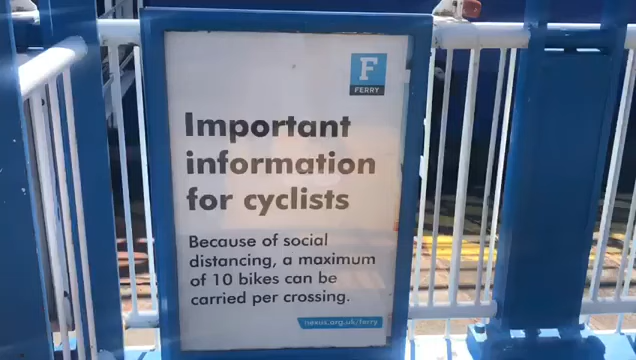 F
FERRY
Important
information
for cyclists
Because of social
distancing, a maximum
of 10 bikes can be
carried per crossing.
nexus.org.uk/ferry